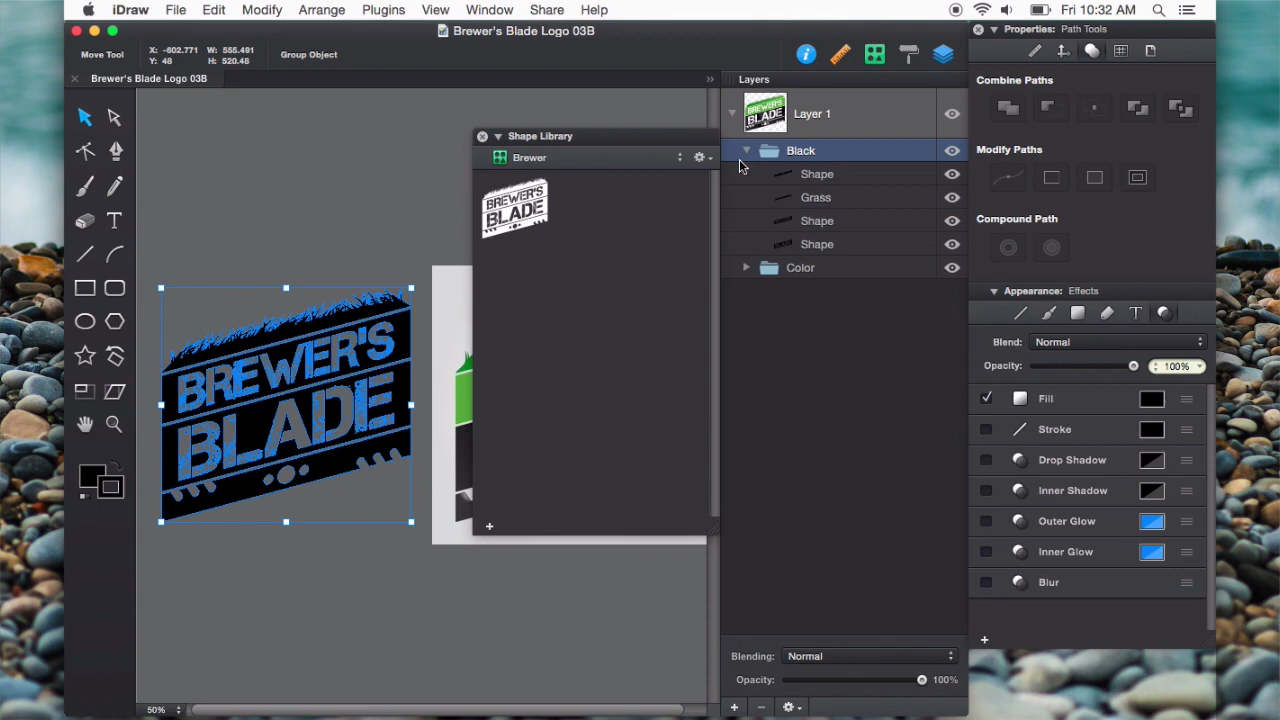 iDraw File Edit Modify Arrange Plugins View Window Share Help Fri 10:32 AM
Brewer's Blade Logo 03B
Properties: Path Tools
Move Tool X: -602.771 W: 555.491 Group Object
Y: 48 H: 520.48
Brewer's Blade Logo 03B
Layers
Combine Paths
BREWER'S
BLADE
Layer 1
Shape Library
Black
Modify Paths
Brewer
Shape
BREWER'S
BLADE
Grass
Shape
Compound Path
Shape
Color
Appearance: Effects
BREWER'S
BLADE
Blend: Normal
Opacity: 100%
Fill
Stroke
Drop Shadow
Inner Shadow
Outer Glow
Inner Glow
Blur
Blending: Normal
Opacity: 100%
50%